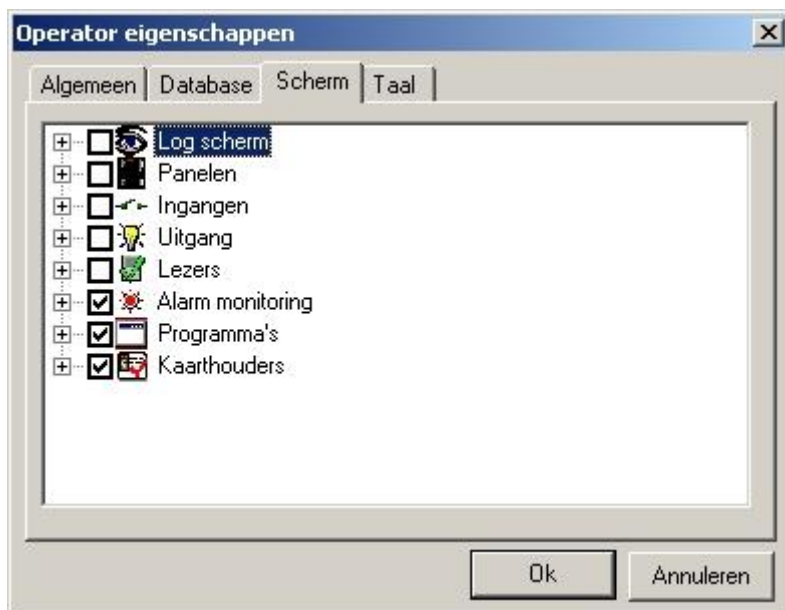 Operator eigenschappen
Algemeen Database Scherm Taal
Log scherm
Panelen
Ingangen
Uitgang
Lezers
Alarm monitoring
Programma's
Kaarthouders
Ok Annuleren